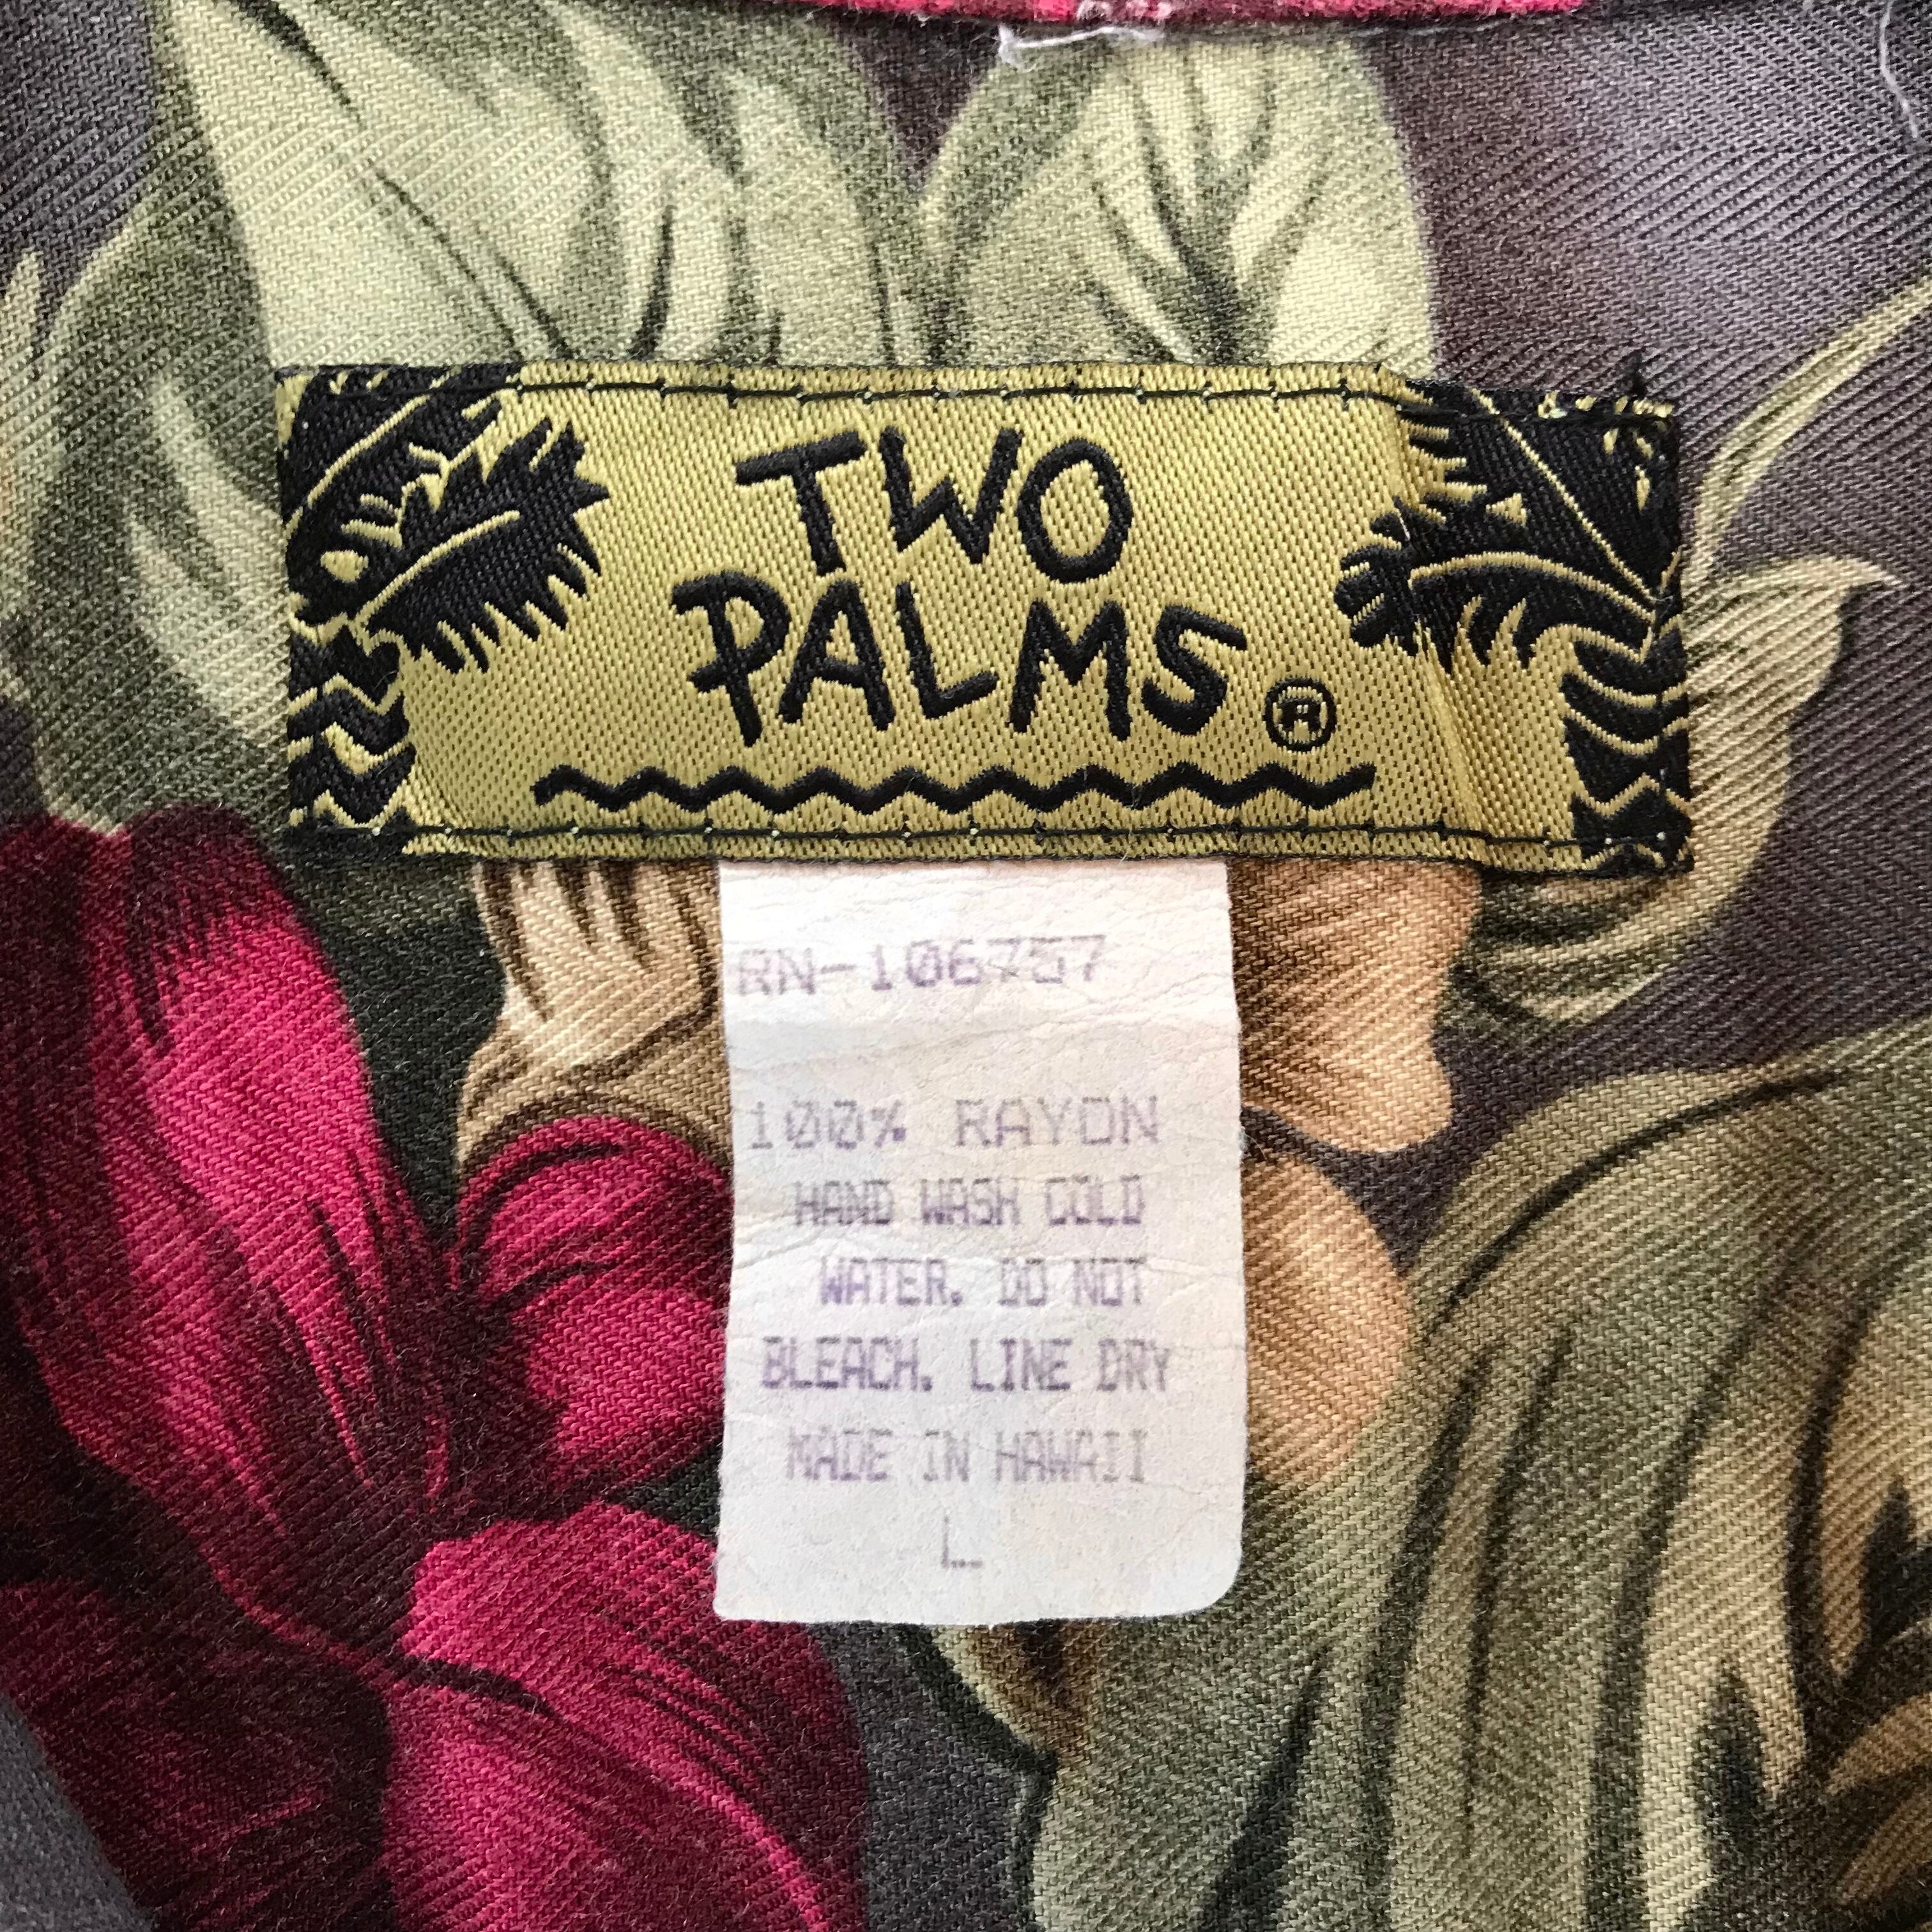 TWO
PALMS ®
RN-106757
100% RAYON
HAND WASH COLD
WATER. DO NOT
BLEACH. LINE DRY
MADE IN HAWAII
L